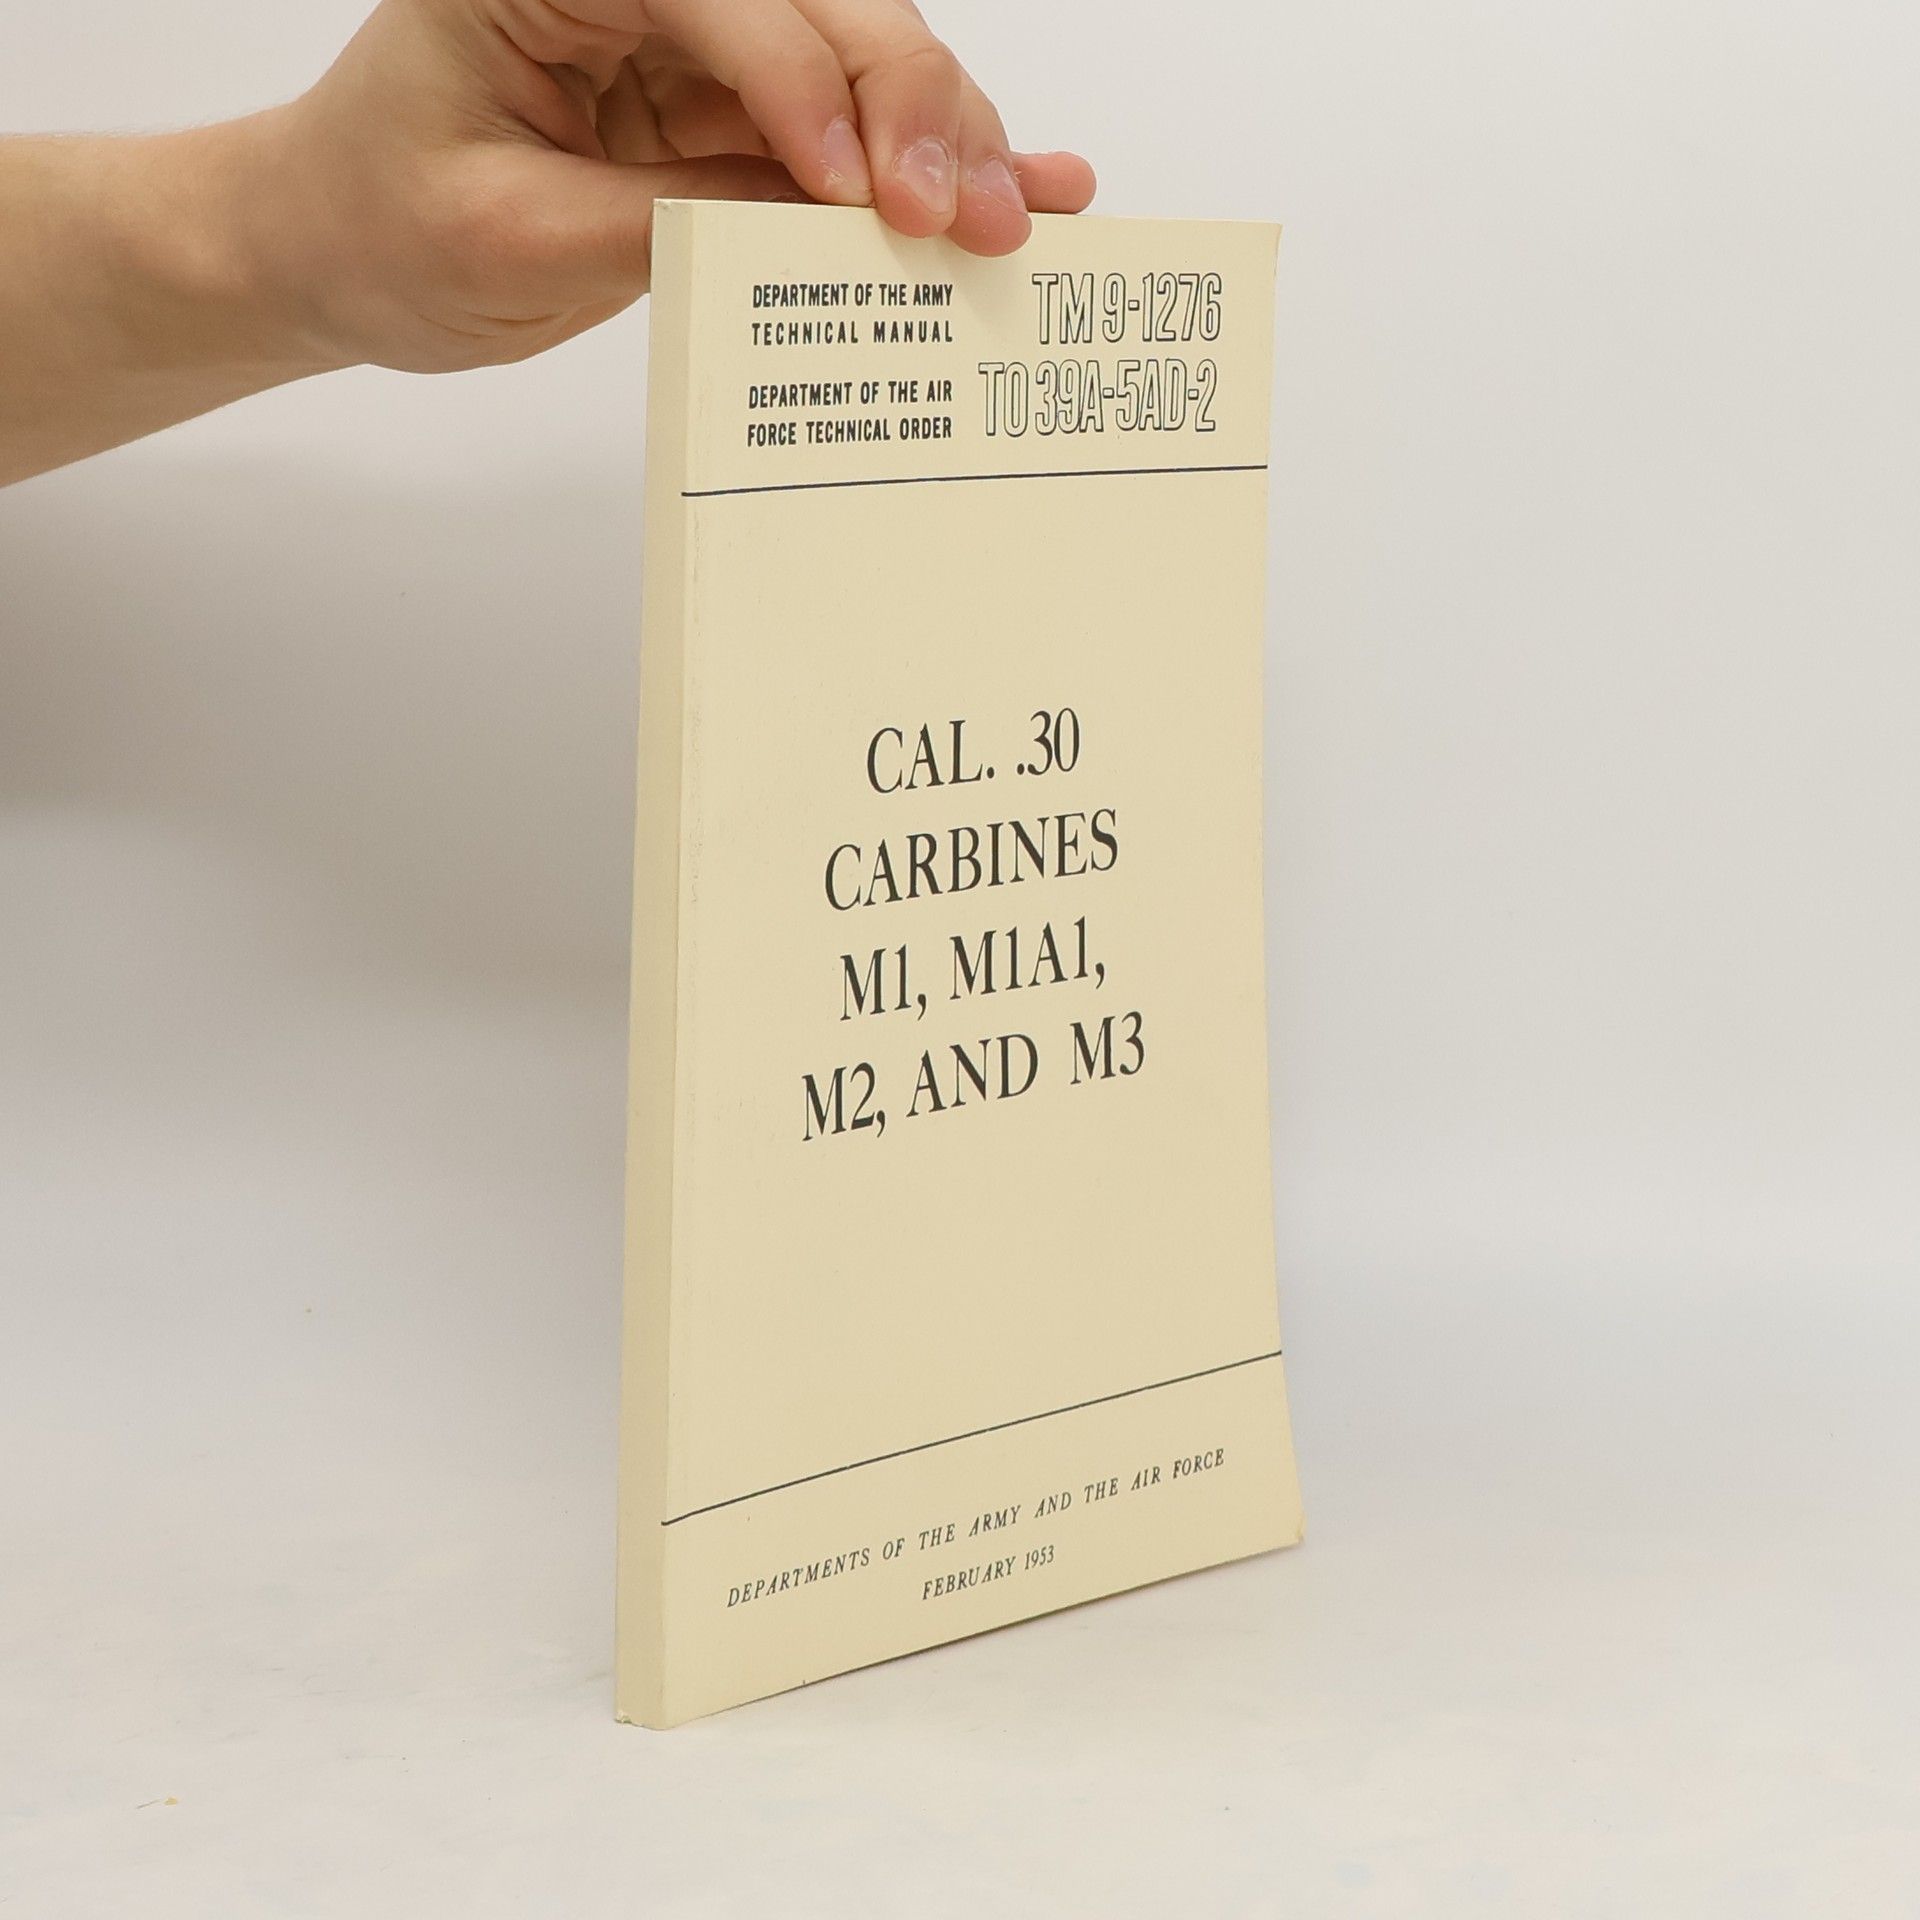 DEPARTMENT OF THE ARMY
TECHNICAL MANUAL
TM 9-1276
DEPARTMENT OF THE AIR
FORCE TECHNICAL ORDER
TO 39A-5AD-2
CAL. .30
CARBINES
M1, M1A1,
M2, AND M3
DEPARTMENTS OF THE ARMY AND THE AIR FORCE
FEBRUARY 1953